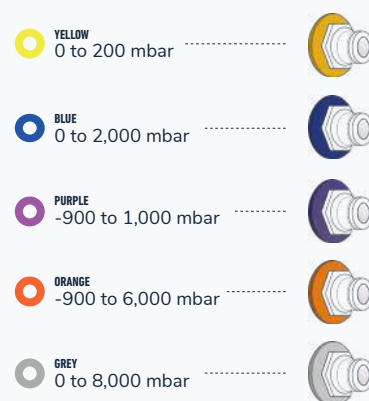 YELLOW
0 to 200 mbar
BLUE
0 to 2,000 mbar
PURPLE
-900 to 1,000 mbar
ORANGE
-900 to 6,000 mbar
GREY
0 to 8,000 mbar